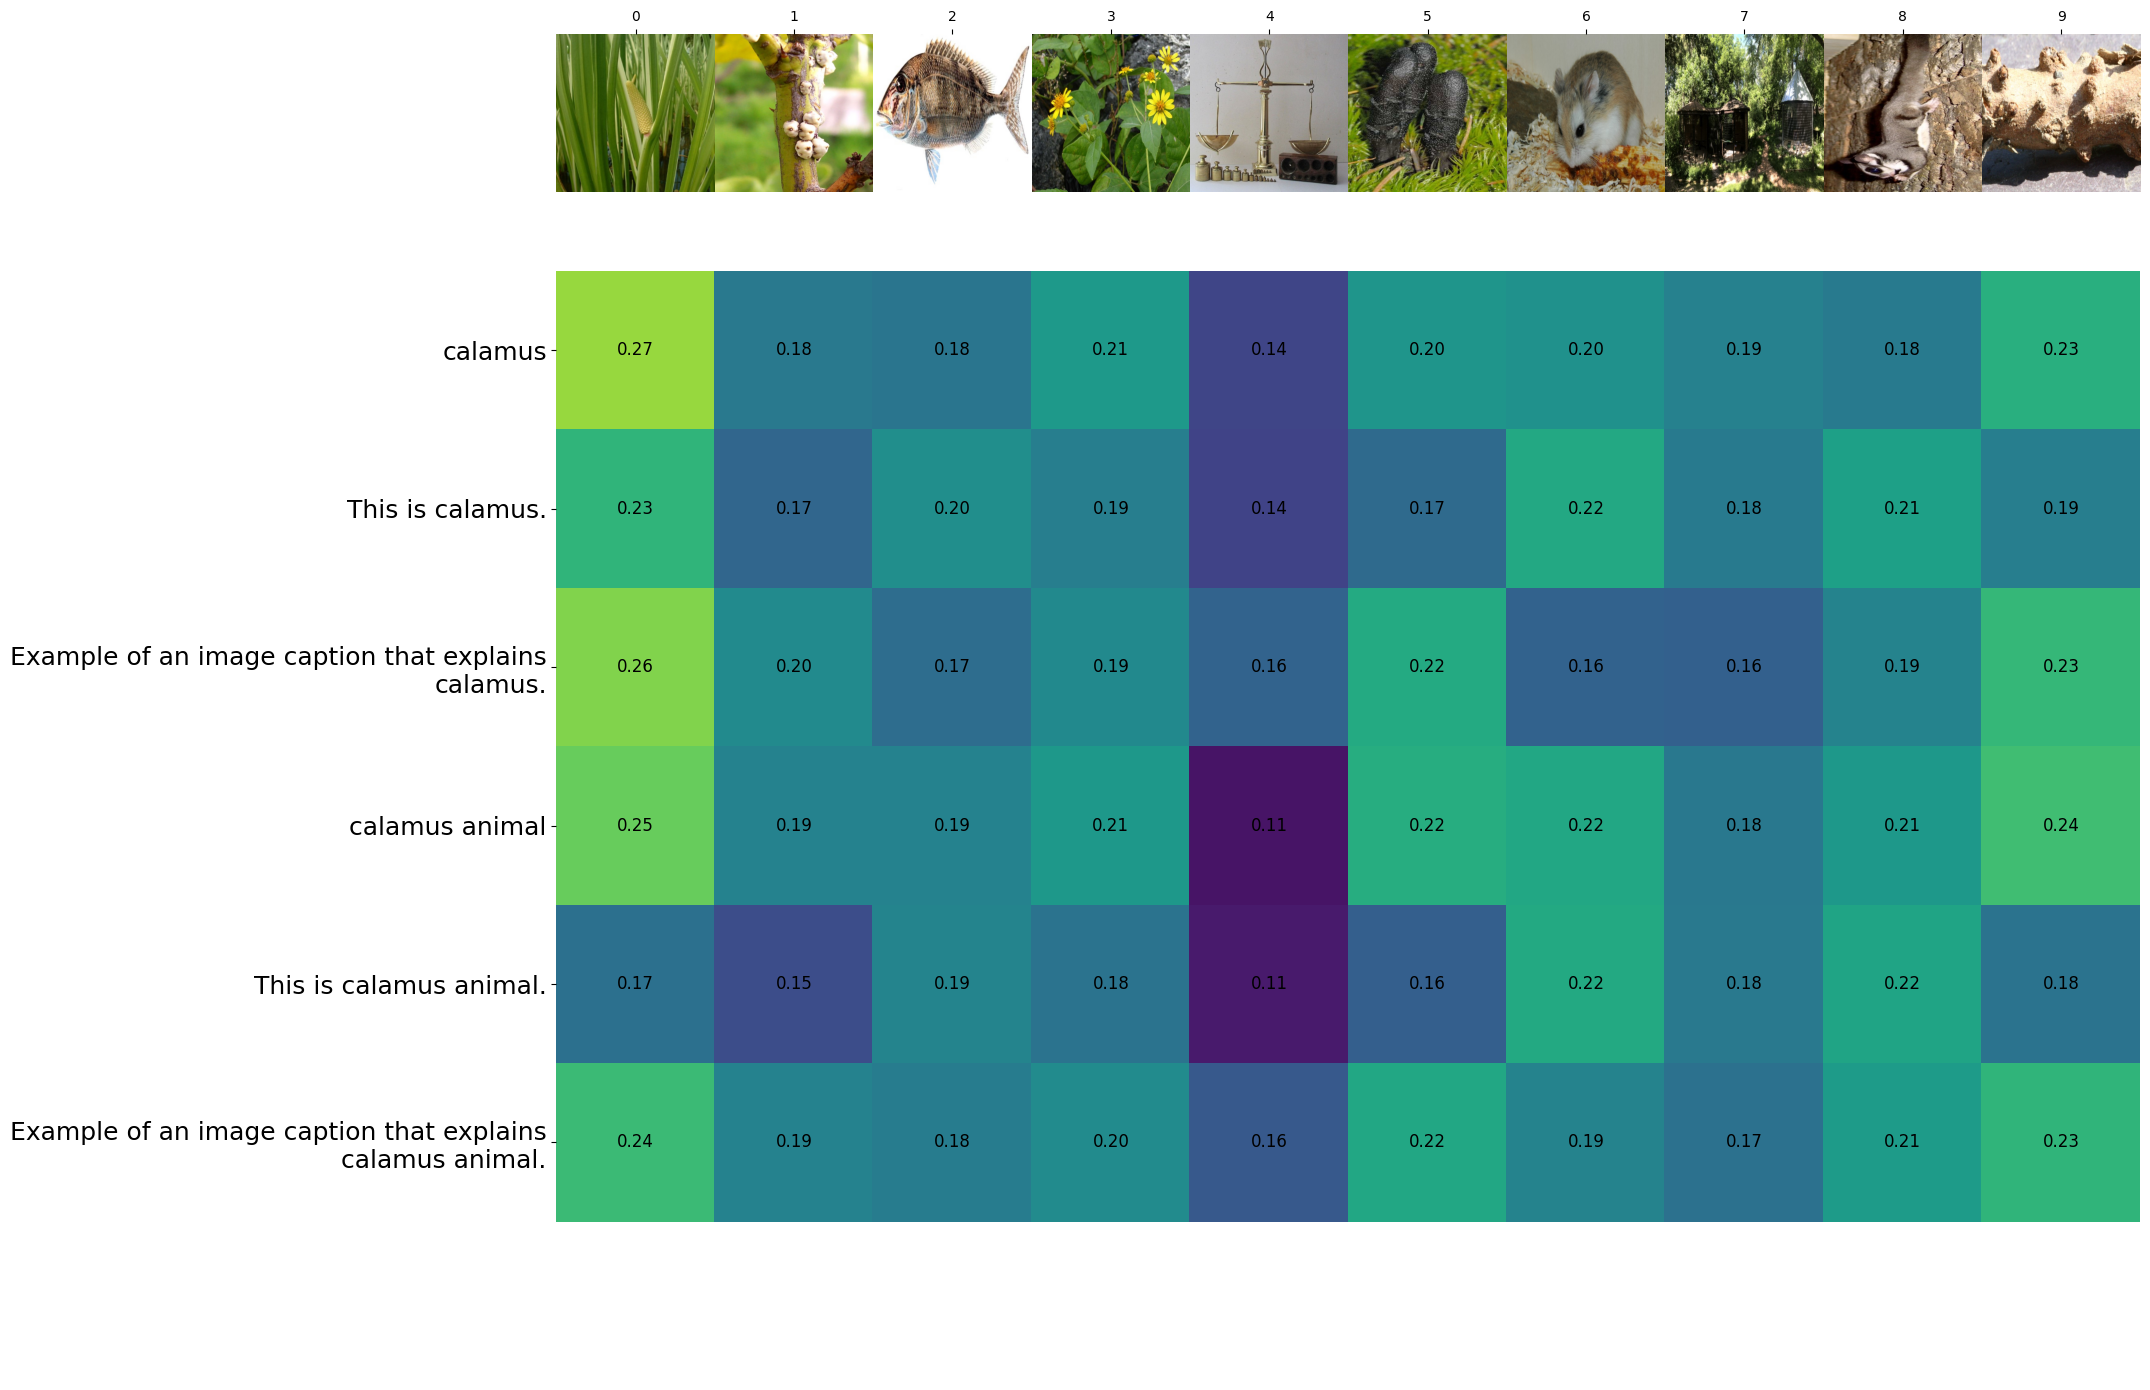 0 1 2 3 4 5 6 7 8 9
calamus 0.27 0.18 0.18 0.21 0.14 0.20 0.20 0.19 0.18 0.23
This is calamus. 0.23 0.17 0.20 0.19 0.14 0.17 0.22 0.18 0.21 0.19
Example of an image caption that explains
calamus. 0.26 0.20 0.17 0.19 0.16 0.22 0.16 0.16 0.19 0.23
calamus animal 0.25 0.19 0.19 0.21 0.11 0.22 0.22 0.18 0.21 0.24
This is calamus animal. 0.17 0.15 0.19 0.18 0.11 0.16 0.22 0.18 0.22 0.18
Example of an image caption that explains
calamus animal. 0.24 0.19 0.18 0.20 0.16 0.22 0.19 0.17 0.21 0.23